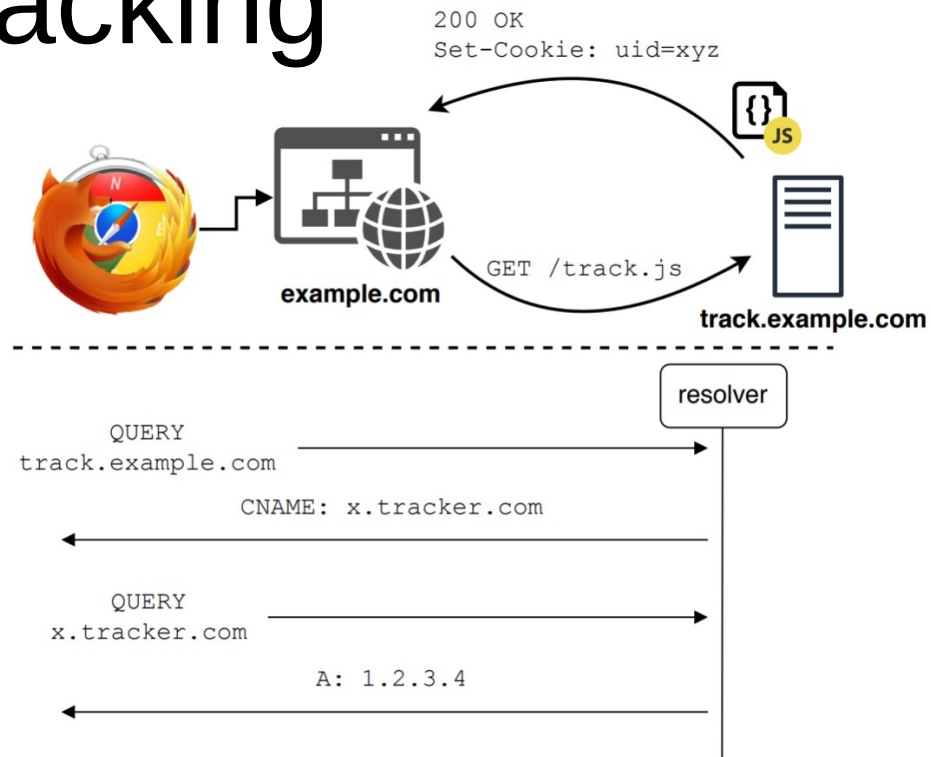 acking
200 OK
Set-Cookie: uid=xyz
{}
JS
N
E
example.com
GET /track.js
track.example.com
resolver
QUERY
track.example.com
CNAME: x.tracker.com
QUERY
x.tracker.com
A: 1.2.3.4